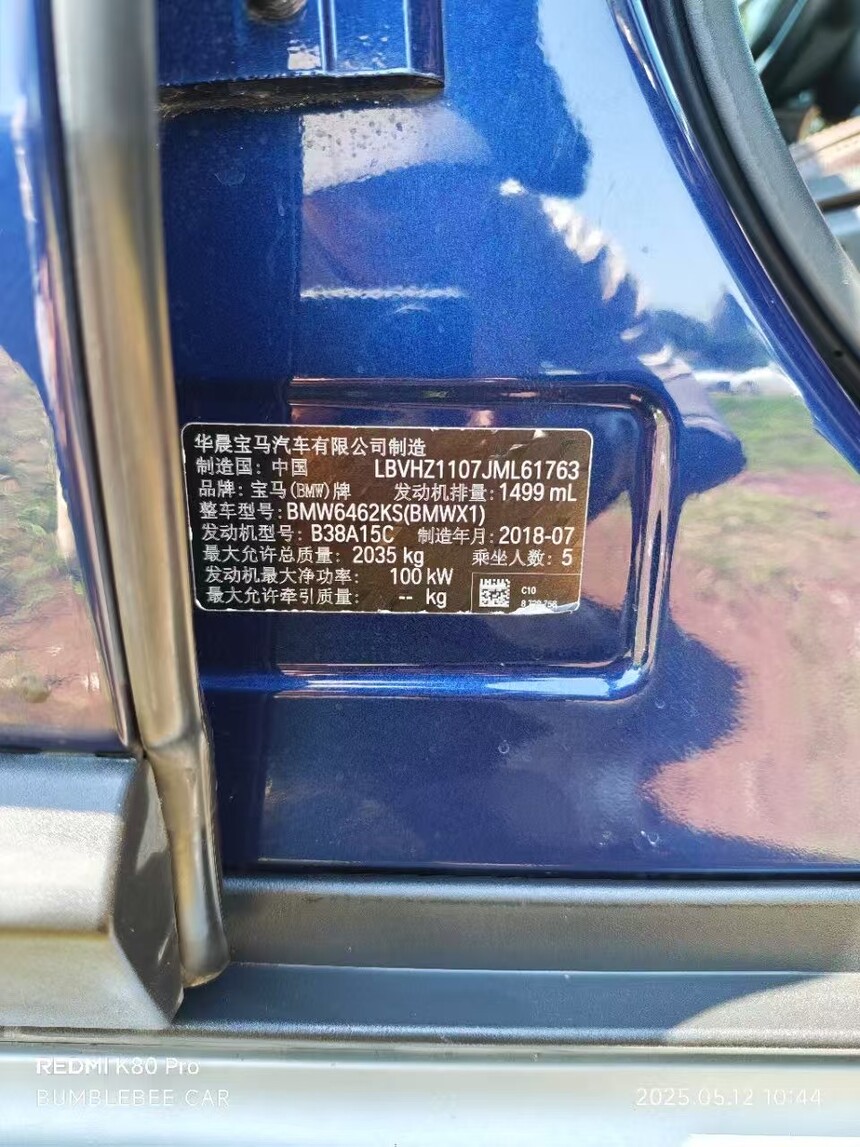 华晨宝马汽车有限公司制造
制造国：中国 LBVHZ1107JML61763
品牌：宝马(BMW)牌 发动机排量：1499 mL
整车型号：BMW6462KS(BMWX1)
发动机型号：B38A15C 制造年月：2018-07
最大允许总质量：2035 kg 乘坐人数：5
发动机最大净功率：100 kW
最大允许牵引质量：-- kg
C10
REDMI K80 Pro
BUMBLEBEE CAR 2025.05.12 10:44